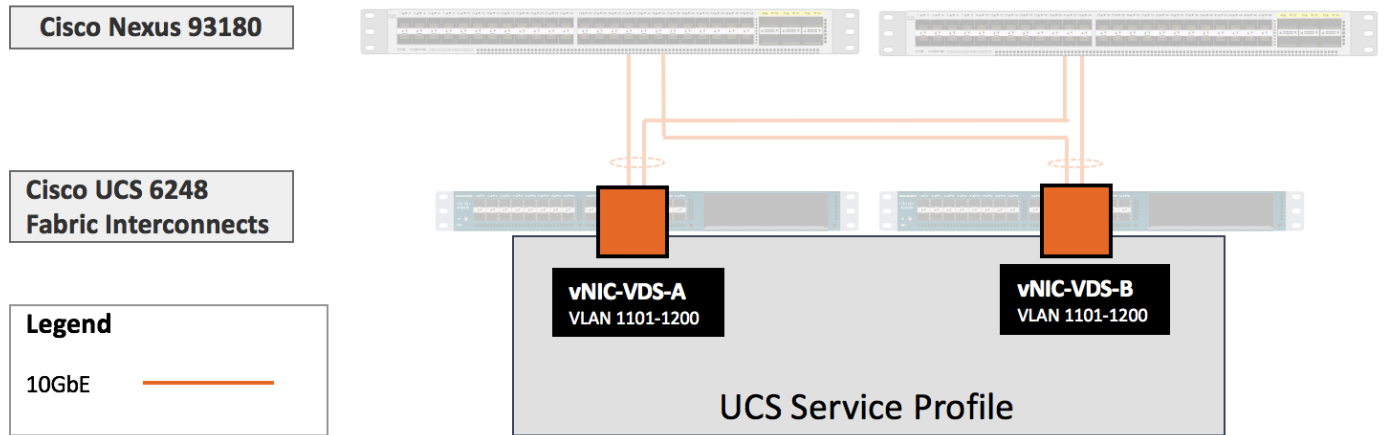 Cisco Nexus 93180
Cisco UCS 6248
Fabric Interconnects
vNIC-VDS-A
VLAN 1101-1200
vNIC-VDS-B
VLAN 1101-1200
Legend
10GbE
UCS Service Profile